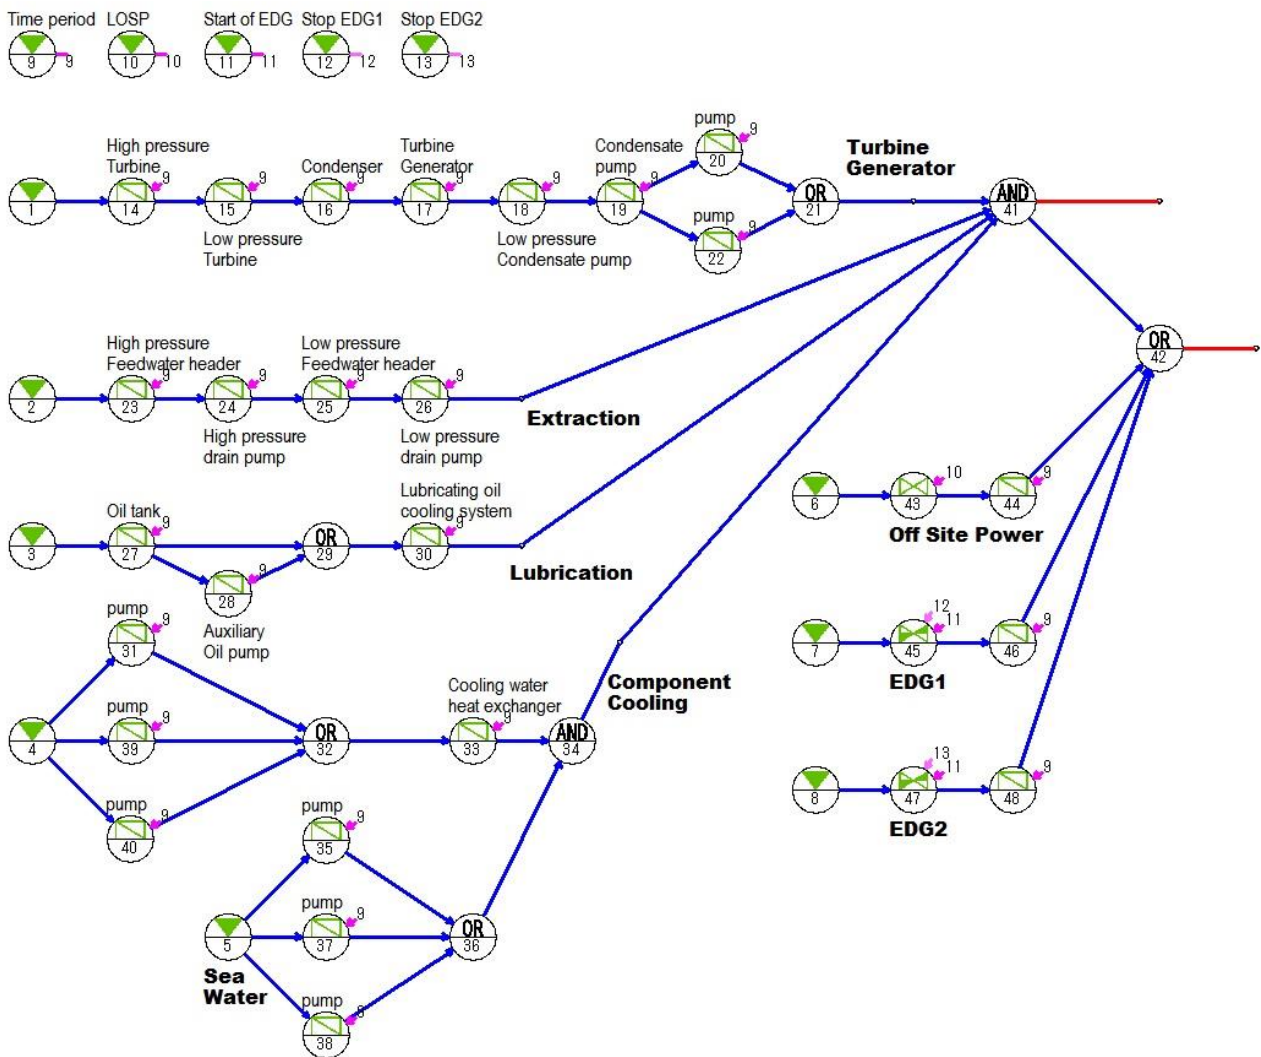 Time period LOSP Start of EDG Stop EDG1 Stop EDG2
9 9 10 10 11 11 12 12 13 13
pump
9
20
High pressure
Turbine
Condenser
Turbine
Generator
Condensate
pump
Turbine
Generator
9 9 9 9 9 9
1 14 15 16 17 18 19
OR
21
AND
41
Low pressure
Turbine
Low pressure
Condensate pump
pump
9
22
High pressure
Feedwater header
Low pressure
Feedwater header
OR
42
9 9 9 9
2 23 24 25 26
Extraction
High pressure
drain pump
Low pressure
drain pump
Lubricating oil
cooling system
10 9
6 43 44
Off Site Power
Oil tank
9
OR
9
3 27 29 30
Lubrication
9
28
Auxiliary
Oil pump
pump
9
31
12
11
9
7 45 46
EDG1
Component
Cooling
Cooling water
heat exchanger
pump
9
OR
9
AND
4 39 32 33 34
13
11
9
8 47 48
EDG2
pump
9
40
pump
9
35
pump
9
OR
5 37 36
Sea
Water
pump
38